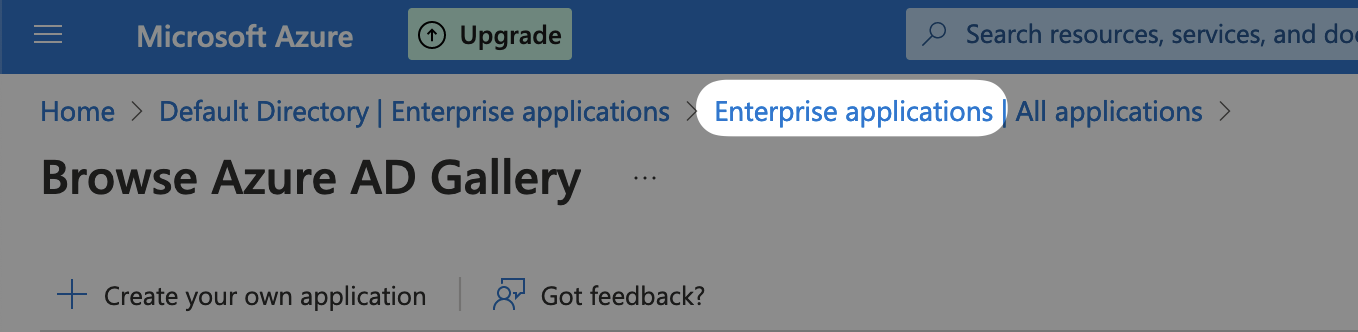 Microsoft Azure Upgrade Search resources, services, and do
Home > Default Directory | Enterprise applications > Enterprise applications | All applications >
Browse Azure AD Gallery ...
+ Create your own application | Got feedback?